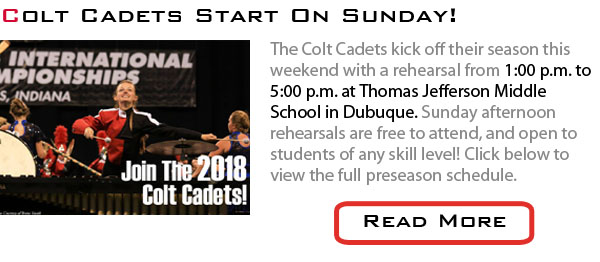 Colt Cadets Start On Sunday!
INTERNATIONAL
MPIONSHIPS
S, INDIANA
Join The 2018
Colt Cadets!
The Colt Cadets kick off their season this
weekend with a rehearsal from 1:00 p.m. to
5:00 p.m. at Thomas Jefferson Middle
School in Dubuque. Sunday afternoon
rehearsals are free to attend, and open to
students of any skill level! Click below to
view the full preseason schedule.
Read More